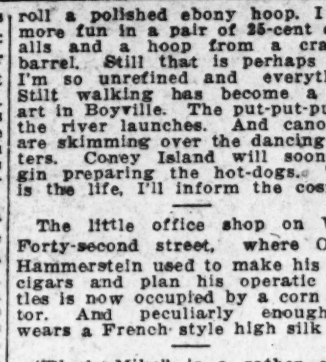 roll a polished ebony hoop. I
more fun in a pair of 25-cent
alls and a hoop from a cra
barrel. Still that is perhaps
I'm so unrefined and everyt
Stilt walking has become a
art in Boyville. The put-put-pu
the river launches. And cano
are skimming over the dancing
ters. Coney Island will soon
gin preparing the hot-dogs.
is the life, I'll inform the cos
The little office shop on
Forty-second street, where O
Hammerstein used to make his
cigars and plan his operatic
tles is now occupied by a corn
tor. And peculiarly enough
wears a French style high silk